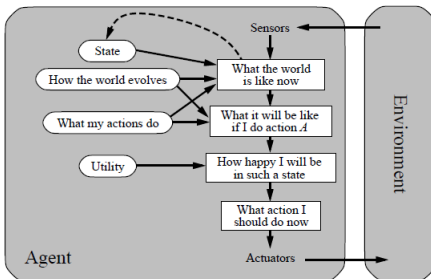 Sensors
State
What the world
is like now
How the world evolves
What my actions do
What it will be like
if I do action A
Utility
How happy I will be
in such a state
What action I
should do now
Agent
Actuators
Environment